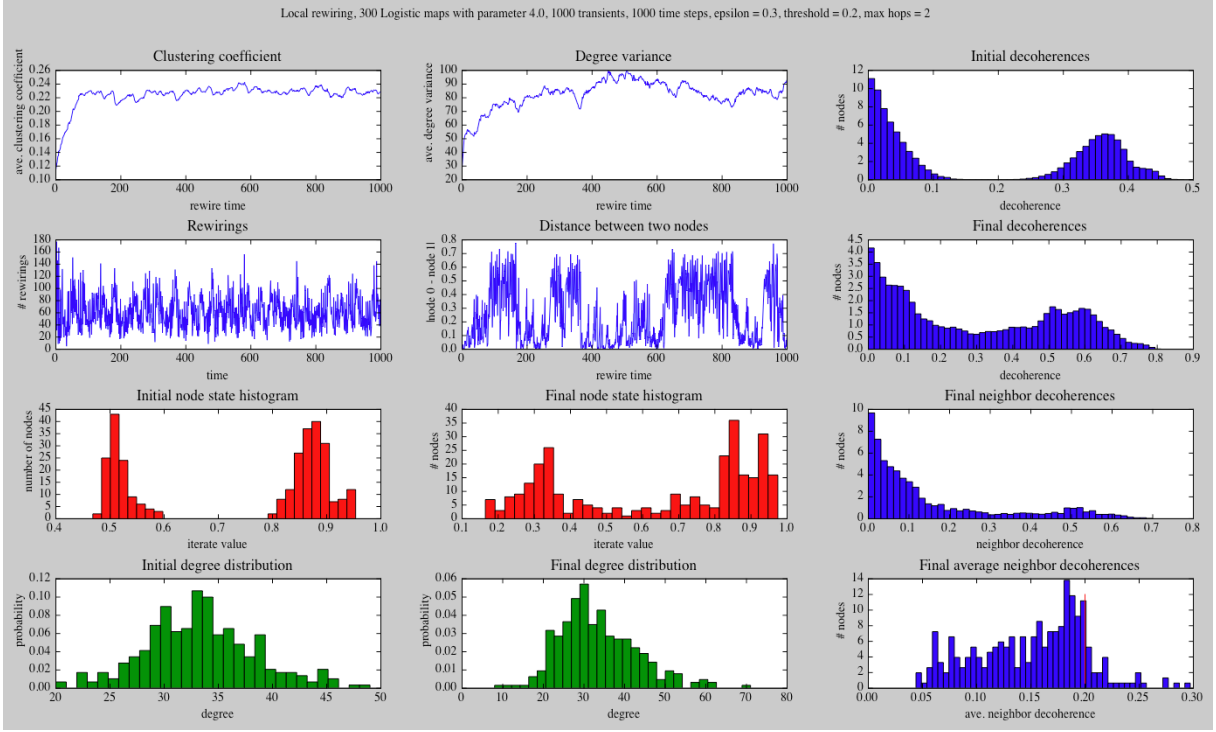 Local rewiring, 300 Logistic maps with parameter 4.0, 1000 transients, 1000 time steps, epsilon = 0.3, threshold = 0.2, max hops = 2
Clustering coefficient
ave. clustering coefficient
0.26
0.24
0.22
0.20
0.18
0.16
0.14
0.12
0.10
0 200 400 600 800 1000
rewire time
Degree variance
ave. degree variance
100
90
80
70
60
50
40
30
20
0 200 400 600 800 1000
rewire time
Initial decoherences
# nodes
12
10
8
6
4
2
0
0.0 0.1 0.2 0.3 0.4 0.5
decoherence
Rewirings
# rewirings
180
160
140
120
100
80
60
40
20
0
0 200 400 600 800 1000
time
Distance between two nodes
|node 0 - node 1|
0.8
0.7
0.6
0.5
0.4
0.3
0.2
0.1
0.0
0 200 400 600 800 1000
rewire time
Final decoherences
# nodes
4.5
4.0
3.5
3.0
2.5
2.0
1.5
1.0
0.5
0.0
0.0 0.1 0.2 0.3 0.4 0.5 0.6 0.7 0.8 0.9
decoherence
Initial node state histogram
number of nodes
45
40
35
30
25
20
15
10
5
0
0.4 0.5 0.6 0.7 0.8 0.9 1.0
iterate value
Final node state histogram
# nodes
40
35
30
25
20
15
10
5
0
0.1 0.2 0.3 0.4 0.5 0.6 0.7 0.8 0.9 1.0
iterate value
Final neighbor decoherences
# nodes
10
8
6
4
2
0
0.0 0.1 0.2 0.3 0.4 0.5 0.6 0.7 0.8
neighbor decoherence
Initial degree distribution
probability
0.12
0.10
0.08
0.06
0.04
0.02
0.00
20 25 30 35 40 45 50
degree
Final degree distribution
probability
0.06
0.05
0.04
0.03
0.02
0.01
0.00
0 10 20 30 40 50 60 70 80
degree
Final average neighbor decoherences
# nodes
14
12
10
8
6
4
2
0
0.00 0.05 0.10 0.15 0.20 0.25 0.30
ave. neighbor decoherence